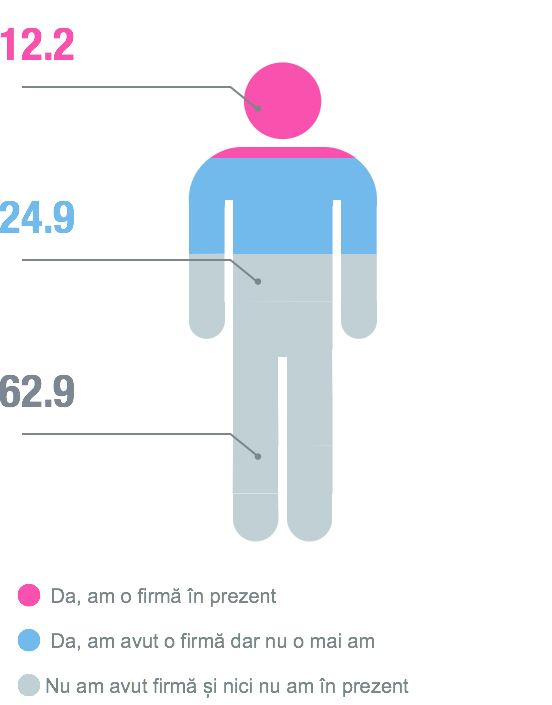 12.2
24.9
62.9
Da, am o firmă în prezent
Da, am avut o firmă dar nu o mai am
Nu am avut firmă și nici nu am în prezent